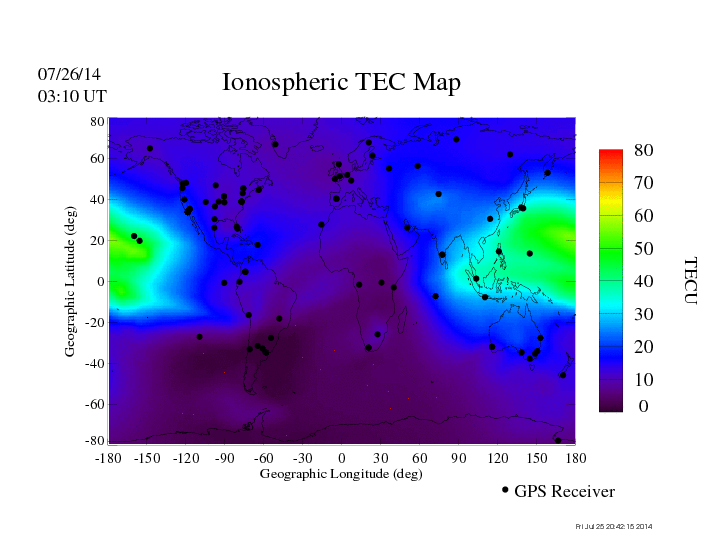 07/26/14
03:10 UT
Ionospheric TEC Map
80
60
40
20
0
-20
-40
-60
-80
Geographic Latitude (deg)
-180 -150 -120 -90 -60 -30 0 30 60 90 120 150 180
Geographic Longitude (deg)
80
70
60
50
40
30
20
10
0
TECU
GPS Receiver
Fri Jul 25 20:42:15 2014